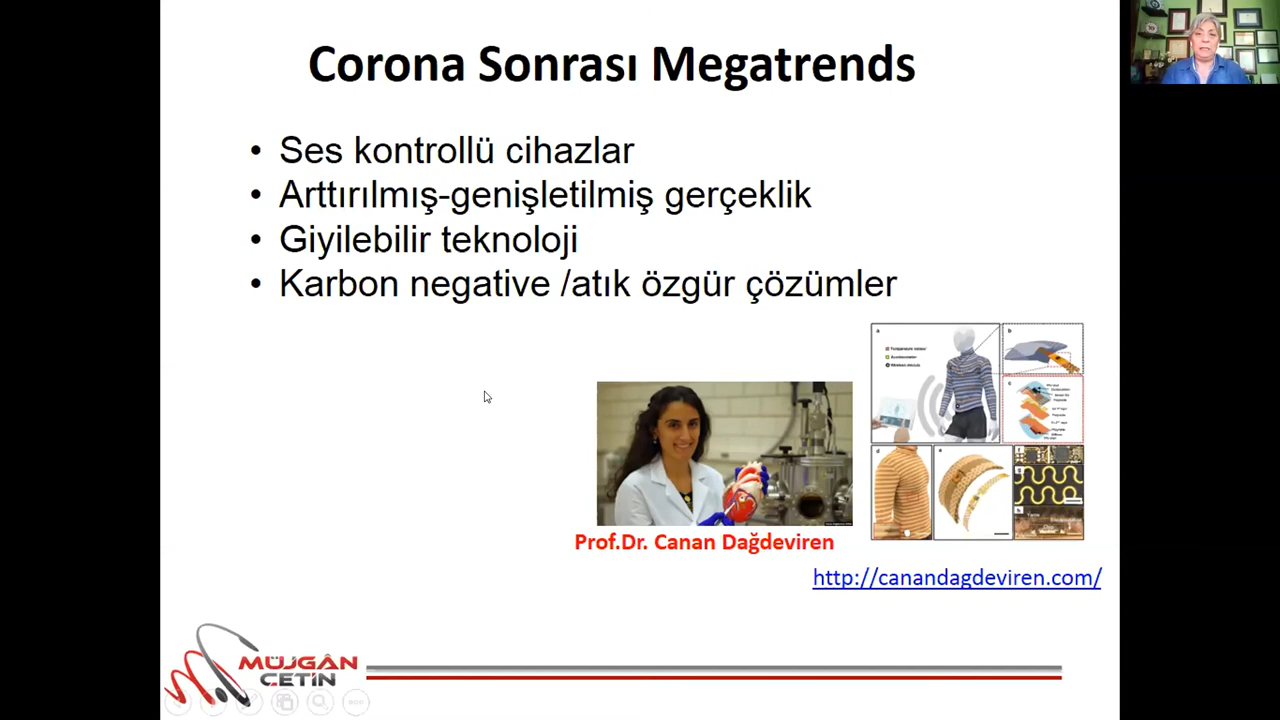 Corona Sonrası Megatrends
• Ses kontrollü cihazlar
• Arttırılmış-genişletilmiş gerçeklik
• Giyilebilir teknoloji
• Karbon negative /atık özgür çözümler
a
b
c
d
e
Prof.Dr. Canan Dağdeviren
http://canandagdeviren.com/
MÜJGÂN
ÇETİN